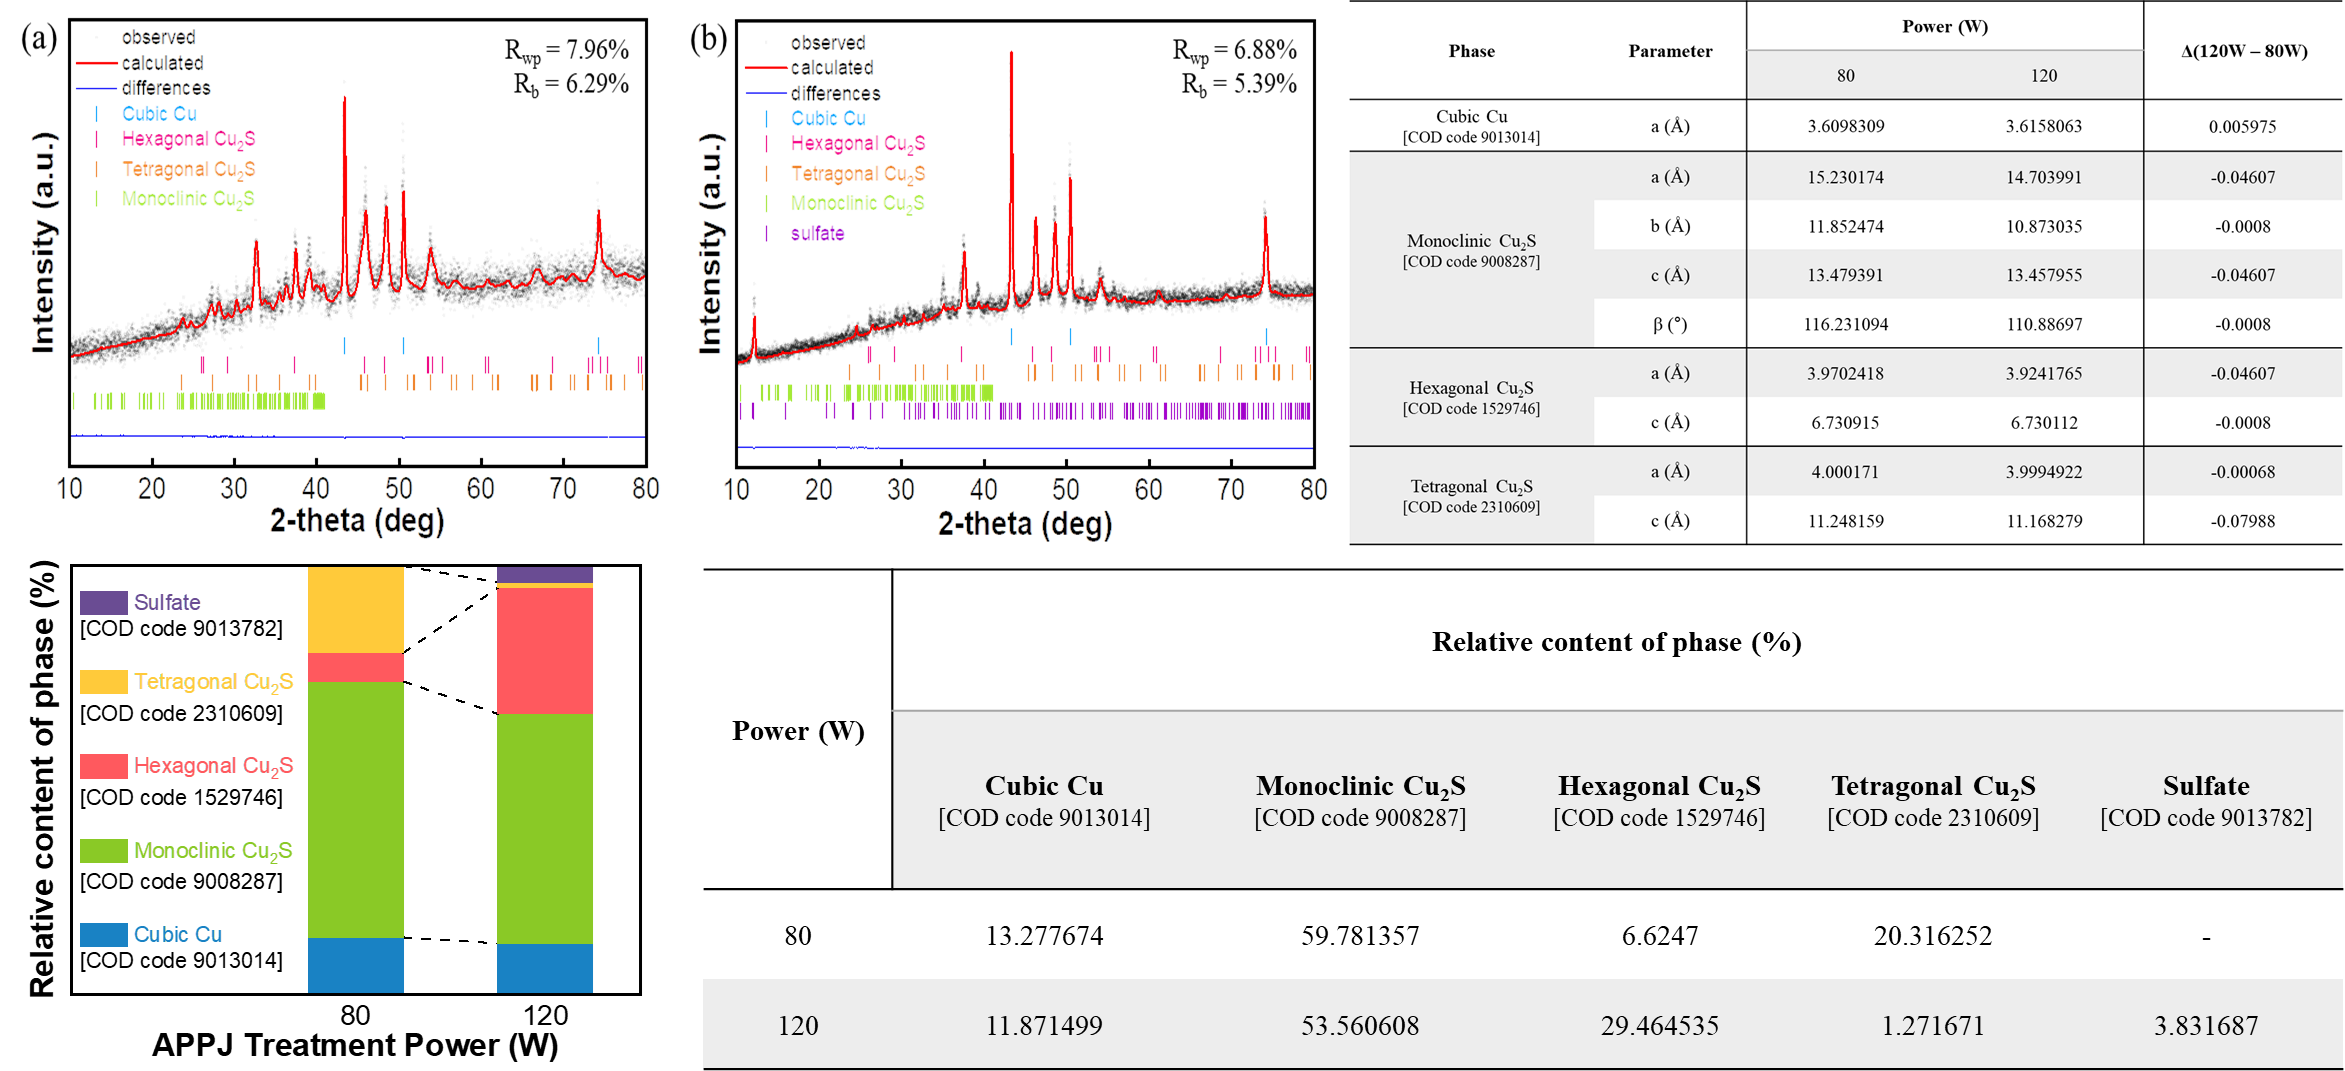 (a)
observed
calculated
differences
Cubic Cu
Hexagonal Cu₂S
Tetragonal Cu₂S
Monoclinic Cu₂S
R_wp = 7.96%
R_b = 6.29%
Intensity (a.u.)
10 20 30 40 50 60 70 80
2-theta (deg)
(b)
observed
calculated
differences
Cubic Cu
Hexagonal Cu₂S
Tetragonal Cu₂S
Monoclinic Cu₂S
sulfate
R_wp = 6.88%
R_b = 5.39%
Intensity (a.u.)
10 20 30 40 50 60 70 80
2-theta (deg)
Phase Parameter Power (W) Δ(120W – 80W)
80 120
Cubic Cu
[COD code 9013014]
a (Å) 3.6098309 3.6158063 0.005975
Monoclinic Cu₂S
[COD code 9008287]
a (Å) 15.230174 14.703991 -0.04607
b (Å) 11.852474 10.873035 -0.0008
c (Å) 13.479391 13.457955 -0.04607
β (°) 116.231094 110.88697 -0.0008
Hexagonal Cu₂S
[COD code 1529746]
a (Å) 3.9702418 3.9241765 -0.04607
c (Å) 6.730915 6.730112 -0.0008
Tetragonal Cu₂S
[COD code 2310609]
a (Å) 4.000171 3.9994922 -0.00068
c (Å) 11.248159 11.168279 -0.07988
Relative content of phase (%)
Sulfate
[COD code 9013782]
Tetragonal Cu₂S
[COD code 2310609]
Hexagonal Cu₂S
[COD code 1529746]
Monoclinic Cu₂S
[COD code 9008287]
Cubic Cu
[COD code 9013014]
80 120
APPJ Treatment Power (W)
Power (W)
Relative content of phase (%)
Cubic Cu Monoclinic Cu₂S Hexagonal Cu₂S Tetragonal Cu₂S Sulfate
[COD code 9013014] [COD code 9008287] [COD code 1529746] [COD code 2310609] [COD code 9013782]
80 13.277674 59.781357 6.6247 20.316252 -
120 11.871499 53.560608 29.464535 1.271671 3.831687